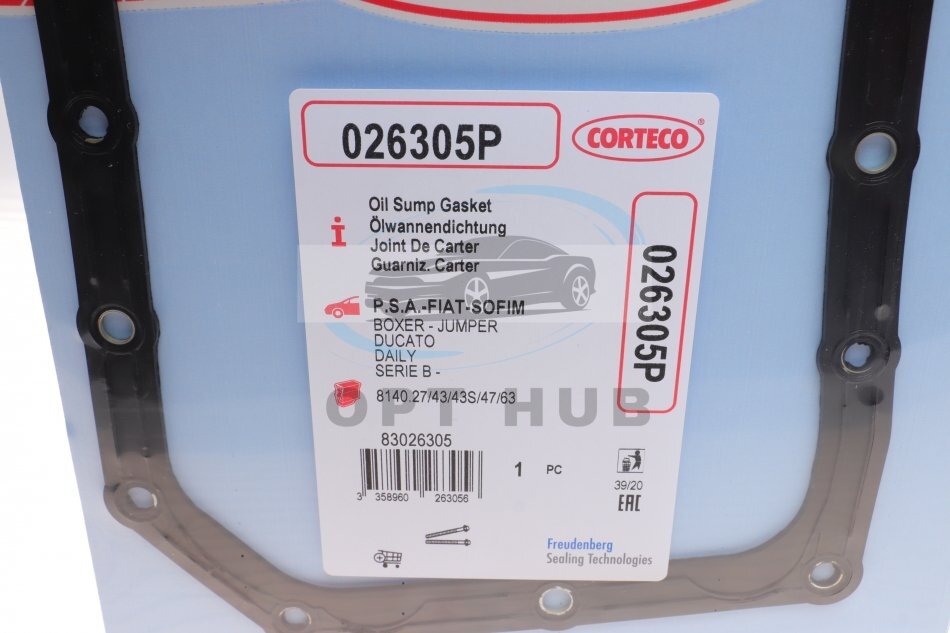 026305P
CORTECO®
Oil Sump Gasket
Ölwannendichtung
Joint De Carter
Guarniz. Carter
026305P
P.S.A.-FIAT-SOFIM
BOXER - JUMPER
DUCATO
DAILY
SERIE B -
8140.27/43/43S/47/63
OPT HUB
83026305
1 PC
3 358960 263056
39/20
EAC
Freudenberg
Sealing Technologies